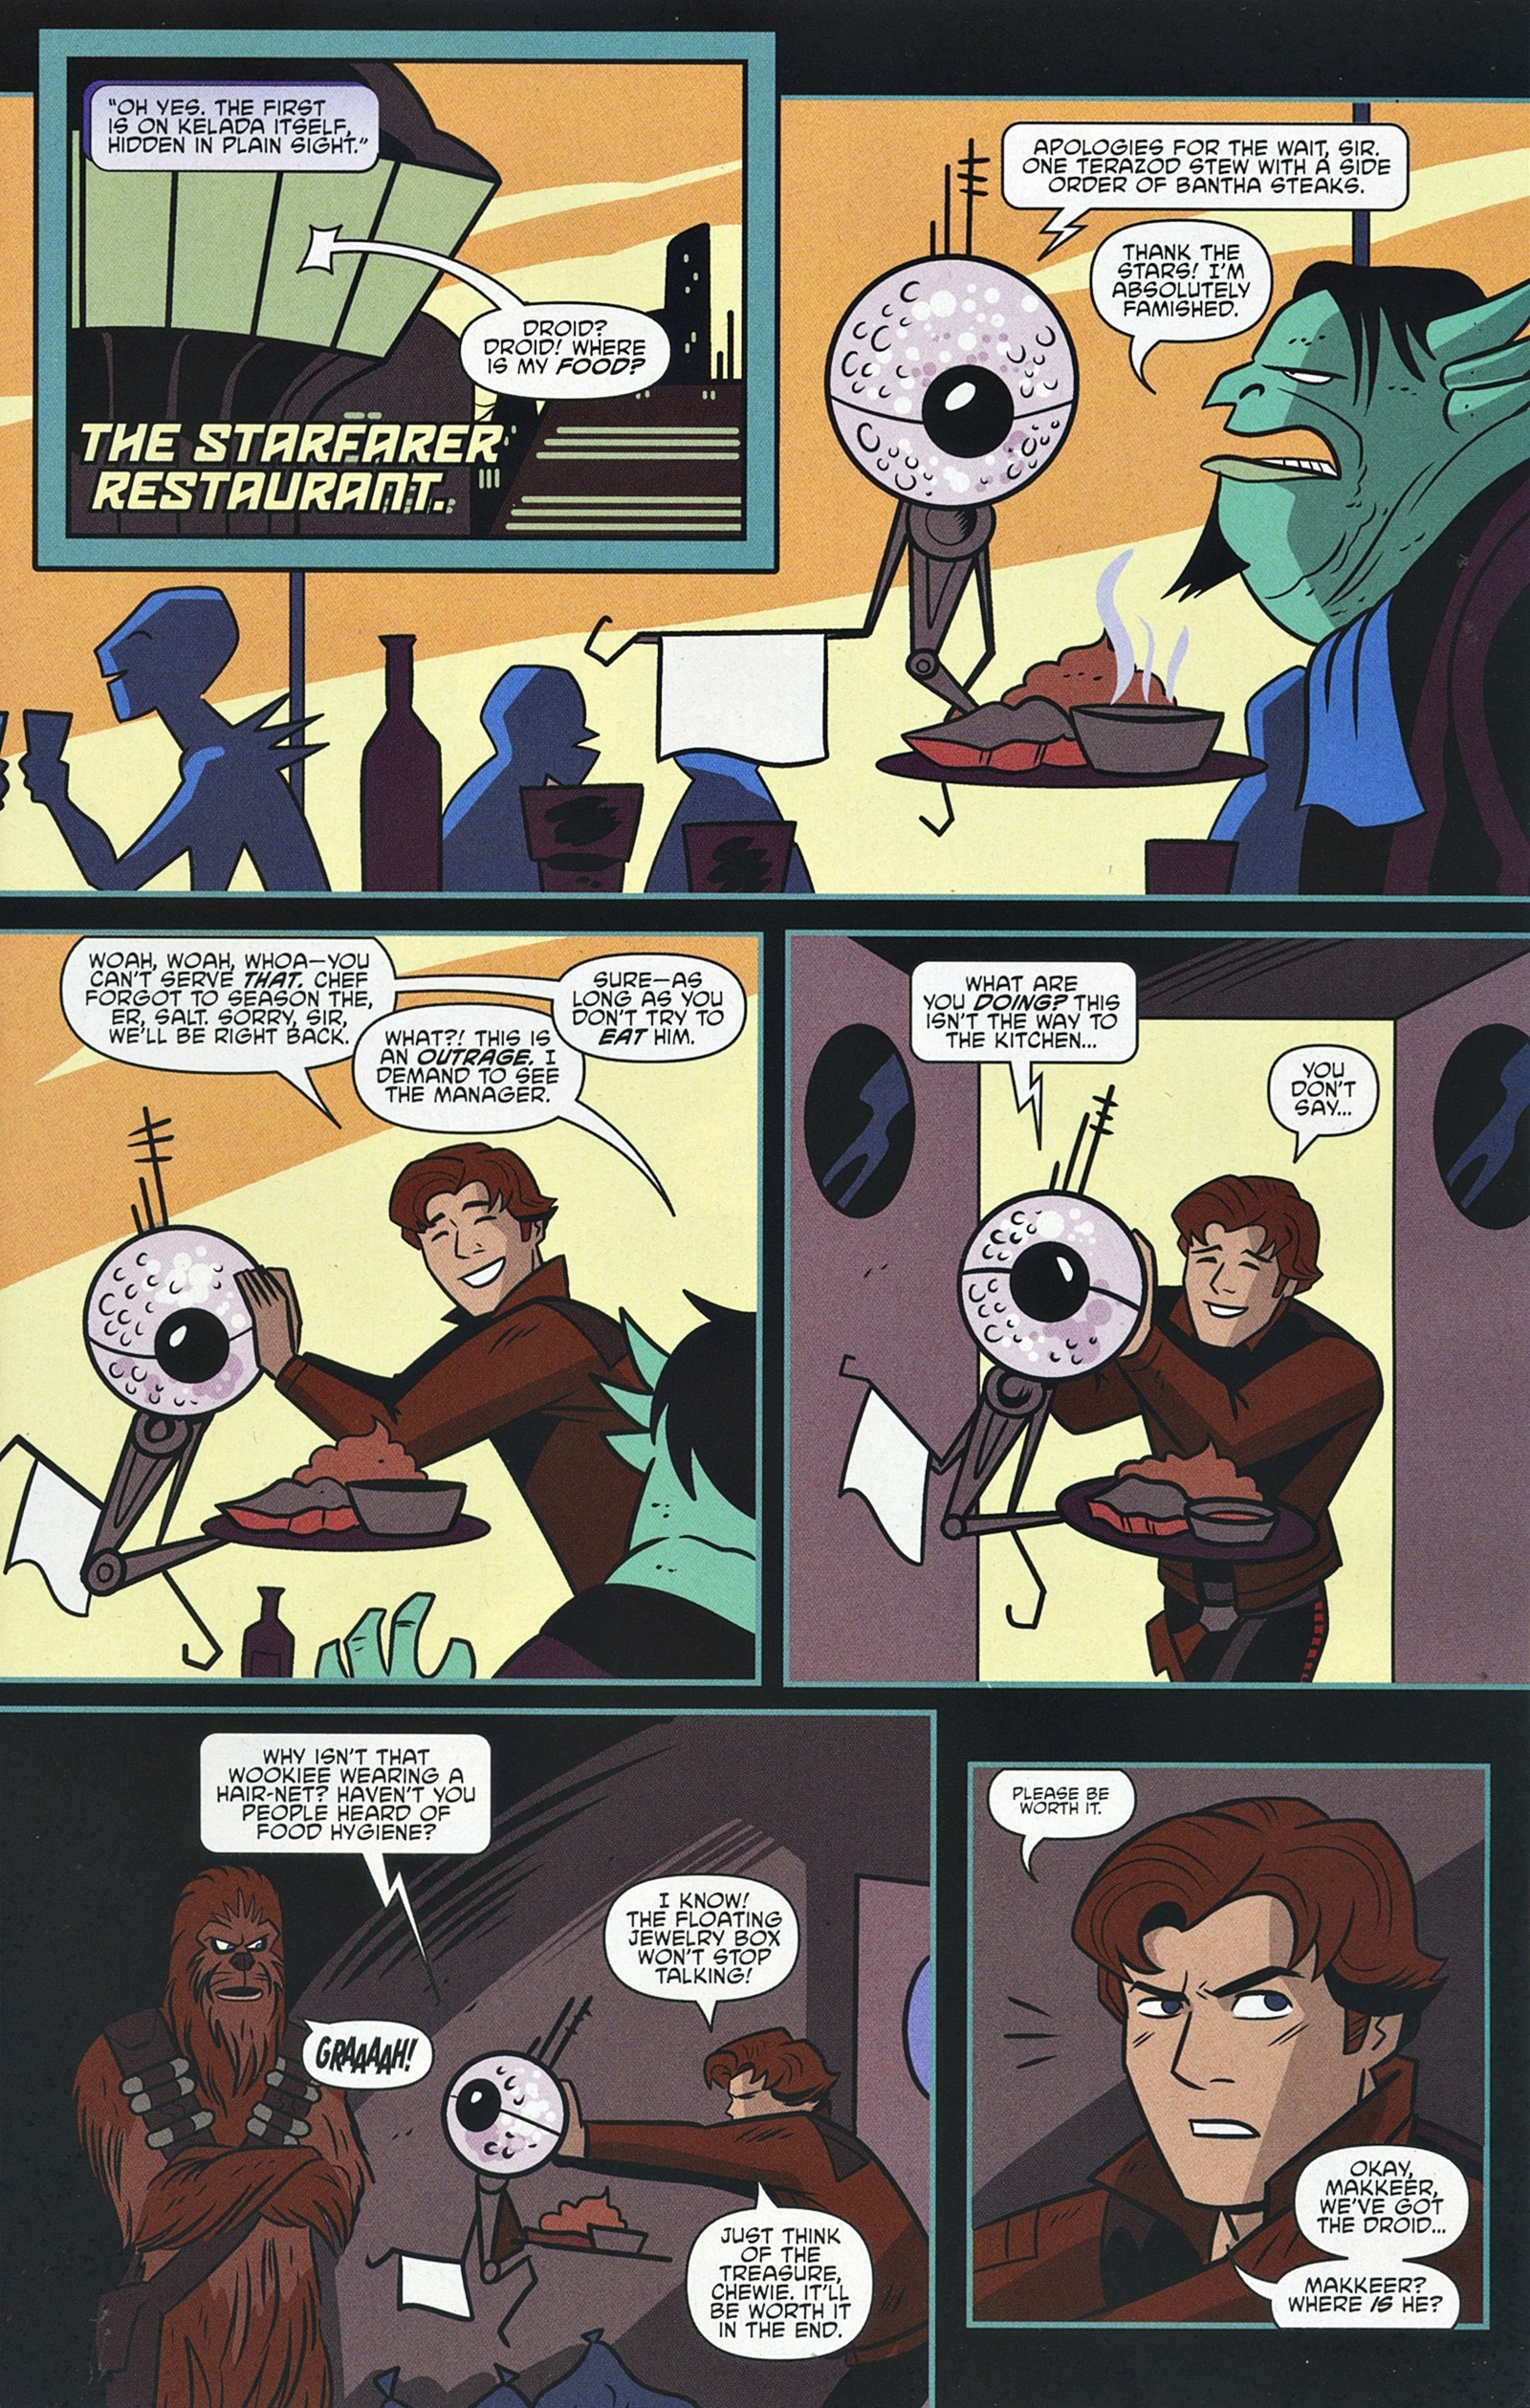 "OH YES. THE FIRST
IS ON KELADA ITSELF,
HIDDEN IN PLAIN SIGHT."
DROID?
DROID! WHERE
IS MY FOOD?
THE STARFARER
RESTAURANT.
APOLOGIES FOR THE WAIT, SIR.
ONE TERAZOD STEW WITH A SIDE
ORDER OF BANTHA STEAKS.
THANK THE
STARS! I'M
ABSOLUTELY
FAMISHED.
WOAH, WOAH, WHOA—YOU
CAN'T SERVE THAT. CHEF
FORGOT TO SEASON THE,
ER, SALT. SORRY, SIR,
WE'LL BE RIGHT BACK.
WHAT?! THIS IS
AN OUTRAGE. I
DEMAND TO SEE
THE MANAGER.
SURE—AS
LONG AS YOU
DON'T TRY TO
EAT HIM.
WHAT ARE
YOU DOING? THIS
ISN'T THE WAY TO
THE KITCHEN...
YOU
DON'T
SAY...
WHY ISN'T THAT
WOOKIEE WEARING A
HAIR-NET? HAVEN'T YOU
PEOPLE HEARD OF
FOOD HYGIENE?
GRAAAAH!
I KNOW!
THE FLOATING
JEWELRY BOX
WON'T STOP
TALKING!
JUST THINK
OF THE
TREASURE,
CHEWIE. IT'LL
BE WORTH IT
IN THE END.
PLEASE BE
WORTH IT.
OKAY,
MAKKEER,
WE'VE GOT
THE DROID...
MAKKEER?
WHERE IS HE?